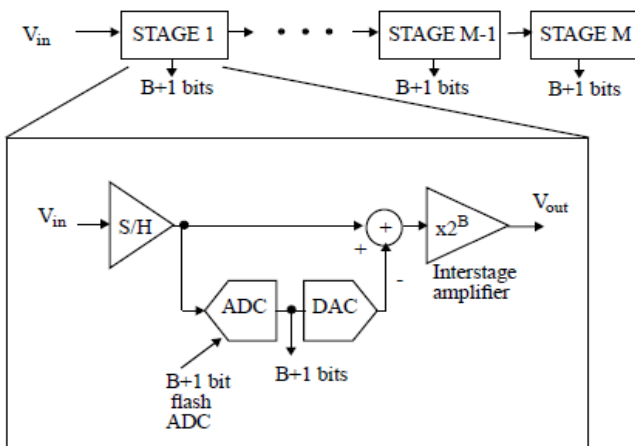 V_in STAGE 1 • • • STAGE M-1 STAGE M
B+1 bits B+1 bits B+1 bits
V_in S/H + x2^B V_out
+
-
Interstage
amplifier
ADC DAC
B+1 bit
flash
ADC
B+1 bits